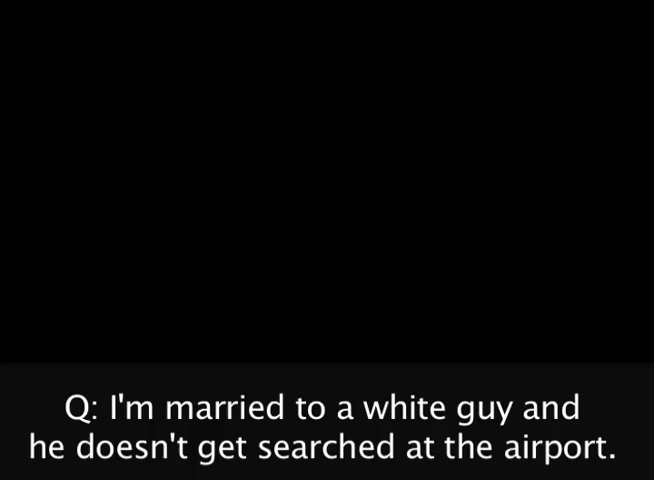 Q: I'm married to a white guy and
he doesn't get searched at the airport.